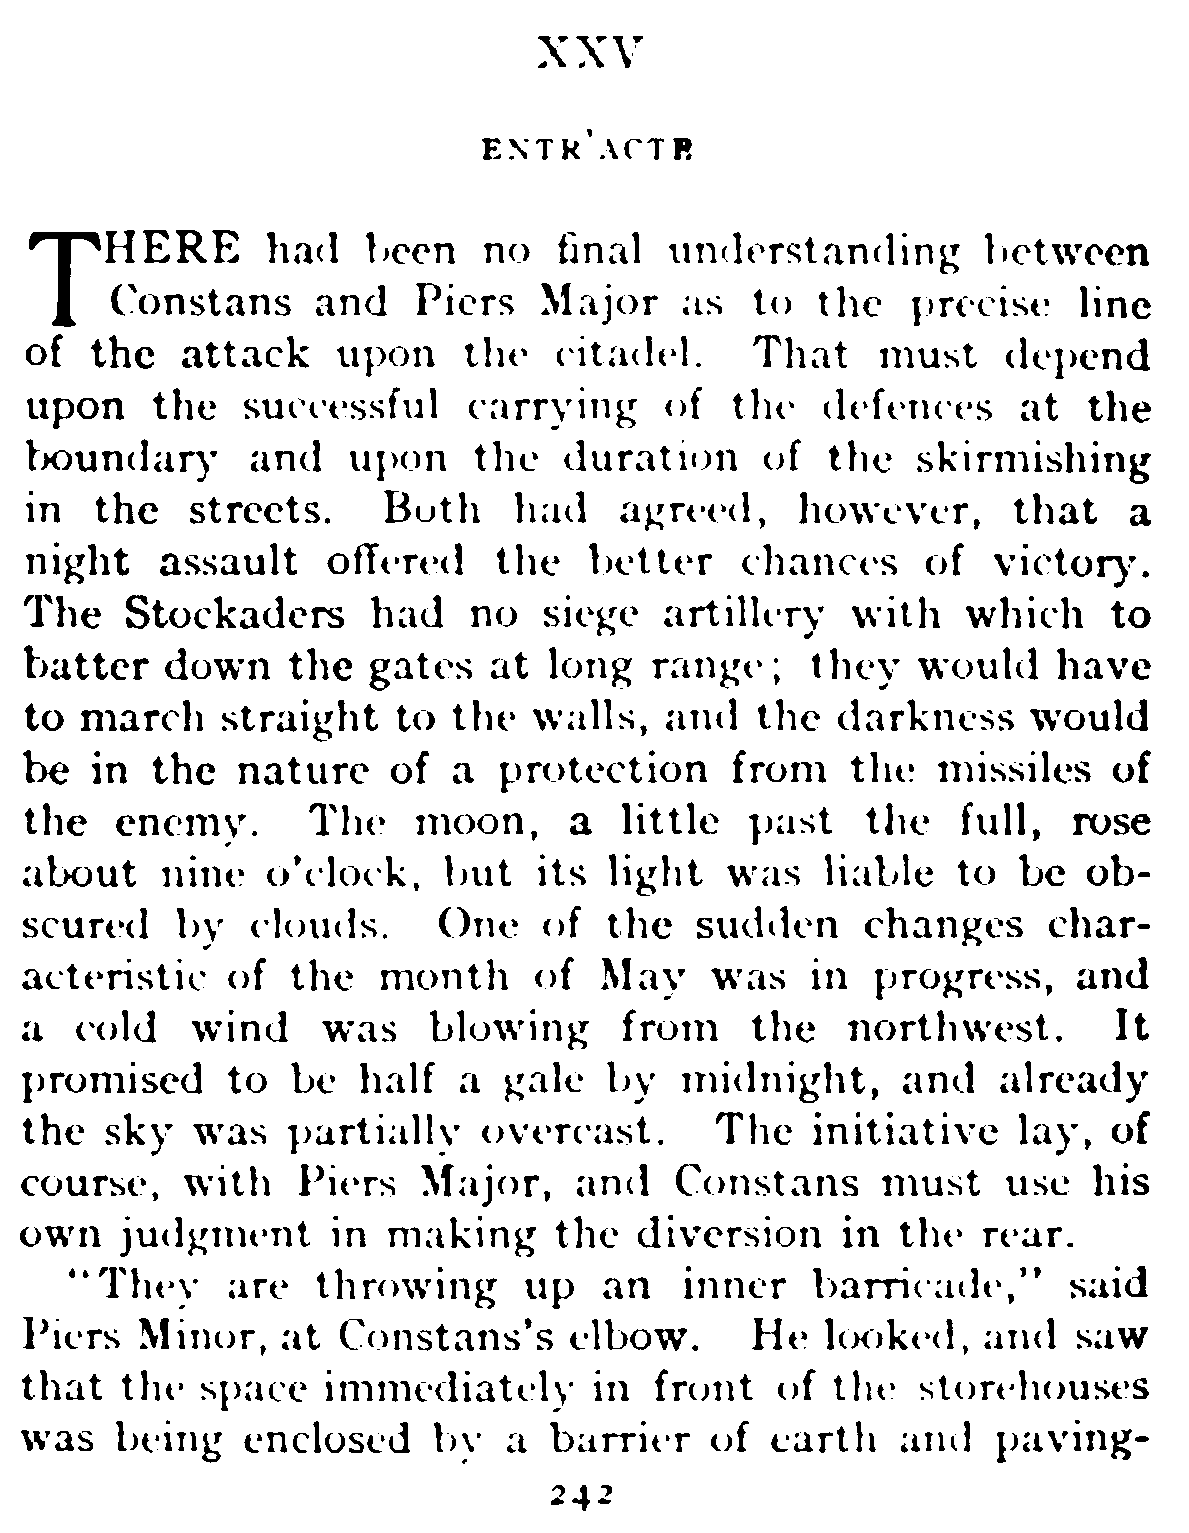 XXV
ENTR'ACTE
THERE had been no final understanding between
Constans and Piers Major as to the precise line
of the attack upon the citadel. That must depend
upon the successful carrying of the defences at the
boundary and upon the duration of the skirmishing
in the streets. Both had agreed, however, that a
night assault offered the better chances of victory.
The Stockaders had no siege artillery with which to
batter down the gates at long range; they would have
to march straight to the walls, and the darkness would
be in the nature of a protection from the missiles of
the enemy. The moon, a little past the full, rose
about nine o'clock, but its light was liable to be ob-
scured by clouds. One of the sudden changes char-
acteristic of the month of May was in progress, and
a cold wind was blowing from the northwest. It
promised to be half a gale by midnight, and already
the sky was partially overcast. The initiative lay, of
course, with Piers Major, and Constans must use his
own judgment in making the diversion in the rear.
"They are throwing up an inner barricade," said
Piers Minor, at Constans's elbow. He looked, and saw
that the space immediately in front of the storehouses
was being enclosed by a barrier of earth and paving-
242